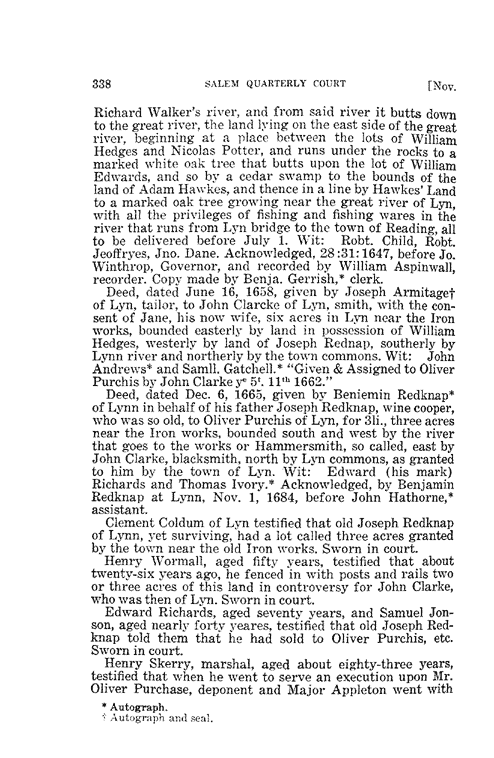 338 SALEM QUARTERLY COURT [Nov.
Richard Walker's river, and from said river it butts down
to the great river, the land lying on the east side of the great
river, beginning at a place between the lots of William
Hedges and Nicolas Potter, and runs under the rocks to a
marked white oak tree that butts upon the lot of William
Edwards, and so by a cedar swamp to the bounds of the
land of Adam Hawkes, and thence in a line by Hawkes' Land
to a marked oak tree growing near the great river of Lyn,
with all the privileges of fishing and fishing wares in the
river that runs from Lyn bridge to the town of Reading, all
to be delivered before July 1. Wit: Robt. Child, Robt.
Jeoffryes, Jno. Dane. Acknowledged, 28:31:1647, before Jo.
Winthrop, Governor, and recorded by William Aspinwall,
recorder. Copy made by Benja. Gerrish,* clerk.
Deed, dated June 16, 1658, given by Joseph Armitage†
of Lyn, tailor, to John Clarcke of Lyn, smith, with the con-
sent of Jane, his now wife, six acres in Lyn near the Iron
works, bounded easterly by land in possession of William
Hedges, westerly by land of Joseph Rednap, southerly by
Lynn river and northerly by the town commons. Wit: John
Andrews* and Samll. Gatchell.* "Given & Assigned to Oliver
Purchis by John Clarke yᵉ 5ᵗ. 11ᵗʰ 1662."
Deed, dated Dec. 6, 1665, given by Beniemin Redknap*
of Lynn in behalf of his father Joseph Redknap, wine cooper,
who was so old, to Oliver Purchis of Lyn, for 3li., three acres
near the Iron works, bounded south and west by the river
that goes to the works or Hammersmith, so called, east by
John Clarke, blacksmith, north by Lyn commons, as granted
to him by the town of Lyn. Wit: Edward (his mark)
Richards and Thomas Ivory.* Acknowledged, by Benjamin
Redknap at Lynn, Nov. 1, 1684, before John Hathorne,*
assistant.
Clement Coldum of Lyn testified that old Joseph Redknap
of Lynn, yet surviving, had a lot called three acres granted
by the town near the old Iron works. Sworn in court.
Henry Wormall, aged fifty years, testified that about
twenty-six years ago, he fenced in with posts and rails two
or three acres of this land in controversy for John Clarke,
who was then of Lyn. Sworn in court.
Edward Richards, aged seventy years, and Samuel Jon-
son, aged nearly forty yeares, testified that old Joseph Red-
knap told them that he had sold to Oliver Purchis, etc.
Sworn in court.
Henry Skerry, marshal, aged about eighty-three years,
testified that when he went to serve an execution upon Mr.
Oliver Purchase, deponent and Major Appleton went with
* Autograph.
† Autograph and seal.